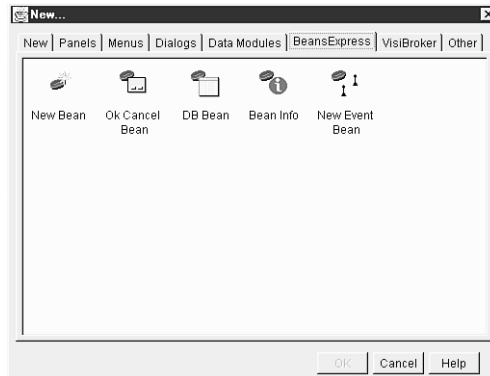 New...
New Panels Menus Dialogs Data Modules BeansExpress VisiBroker Other
New Bean Ok Cancel Bean DB Bean Bean Info New Event Bean
OK Cancel Help